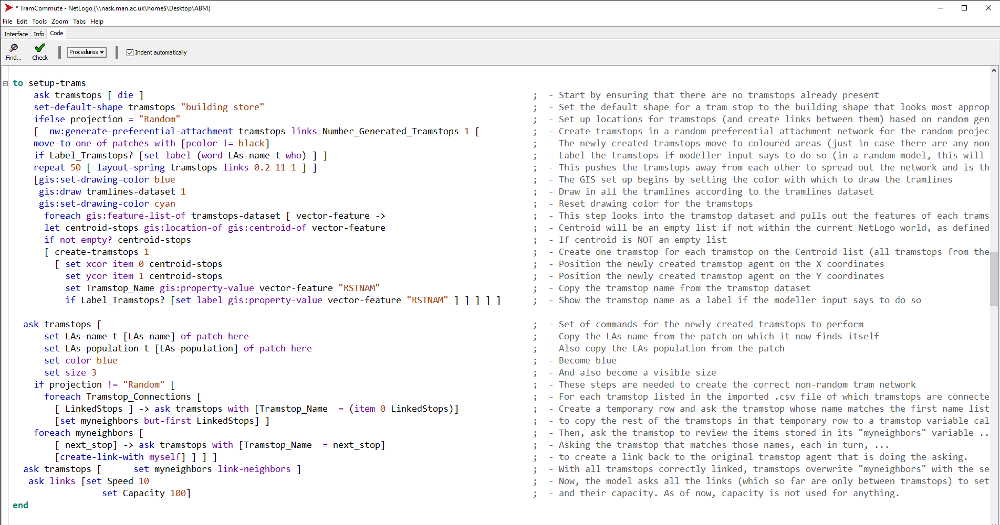 * TramCommute - NetLogo {\\nask.man.ac.uk\home$\Desktop\ABM}
File Edit Tools Zoom Tabs Help
Interface Info Code
Find... Check Procedures Indent automatically
to setup-trams
ask tramstops [ die ] ; - Start by ensuring that there are no tramstops already present
set-default-shape tramstops "building store" ; - Set the default shape for a tram stop to the building shape that looks most approp
ifelse projection = "Random" ; - Set up locations for tramstops (and create links between them) based on random gen
[ nw:generate-preferential-attachment tramstops links Number_Generated_Tramstops 1 [ ; - Create tramstops in a random preferential attachment network for the random projec
move-to one-of patches with [pcolor != black] ; - The newly created tramstops move to coloured areas (just in case there are any non
if Label_Tramstops? [set label (word LAs-name-t who) ] ] ; - Label the tramstops if modeller input says to do so (in a random model, this will
repeat 50 [ layout-spring tramstops links 0.2 11 1 ] ] ; - This pushes the tramstops away from each other to spread out the network and is th
[gis:set-drawing-color blue ; - The GIS set up begins by setting the color with which to draw the tramlines
gis:draw tramlines-dataset 1 ; - Draw in all the tramlines according to the tramlines dataset
gis:set-drawing-color cyan ; - Reset drawing color for the tramstops
foreach gis:feature-list-of tramstops-dataset [ vector-feature -> ; - This step looks into the tramstop dataset and pulls out the features of each trams
let centroid-stops gis:location-of gis:centroid-of vector-feature ; - Centroid will be an empty list if not within the current NetLogo world, as defined
if not empty? centroid-stops ; - If centroid is NOT an empty list
[ create-tramstops 1 ; - Create one tramstop for each tramstop on the Centroid list (all tramstops from the
[ set xcor item 0 centroid-stops ; - Position the newly created tramstop agent on the X coordinates
set ycor item 1 centroid-stops ; - Position the newly created tramstop agent on the Y coordinates
set Tramstop_Name gis:property-value vector-feature "RSTNAM" ; - Copy the tramstop name from the tramstop dataset
if Label_Tramstops? [set label gis:property-value vector-feature "RSTNAM" ] ] ] ] ] ; - Show the tramstop name as a label if the modeller input says to do so
ask tramstops [ ; - Set of commands for the newly created tramstops to perform
set LAs-name-t [LAs-name] of patch-here ; - Copy the LAs-name from the patch on which it now finds itself
set LAs-population-t [LAs-population] of patch-here ; - Also copy the LAs-population from the patch
set color blue ; - Become blue
set size 3 ; - And also become a visible size
if projection != "Random" [ ; - These steps are needed to create the correct non-random tram network
foreach Tramstop_Connections [ ; - For each tramstop listed in the imported .csv file of which tramstops are connecte
[ LinkedStops ] -> ask tramstops with [Tramstop_Name = (item 0 LinkedStops)] ; - Create a temporary row and ask the tramstop whose name matches the first name list
[set myneighbors but-first LinkedStops] ] ; - to copy the rest of the tramstops in that temporary row to a tramstop variable cal
foreach myneighbors [ ; - Then, ask the tramstop to review the items stored in its "myneighbors" variable ..
[ next_stop] -> ask tramstops with [Tramstop_Name = next_stop] ; - Asking the tramstop that matches those names, each in turn, ...
[create-link-with myself] ] ] ] ; - to create a link back to the original tramstop agent that is doing the asking.
ask tramstops [ set myneighbors link-neighbors ] ; - With all tramstops correctly linked, tramstops overwrite "myneighbors" with the se
ask links [set Speed 10 ; - Now, the model asks all the links (which so far are only between tramstops) to set
set Capacity 100] ; - and their capacity. As of now, capacity is not used for anything.
end